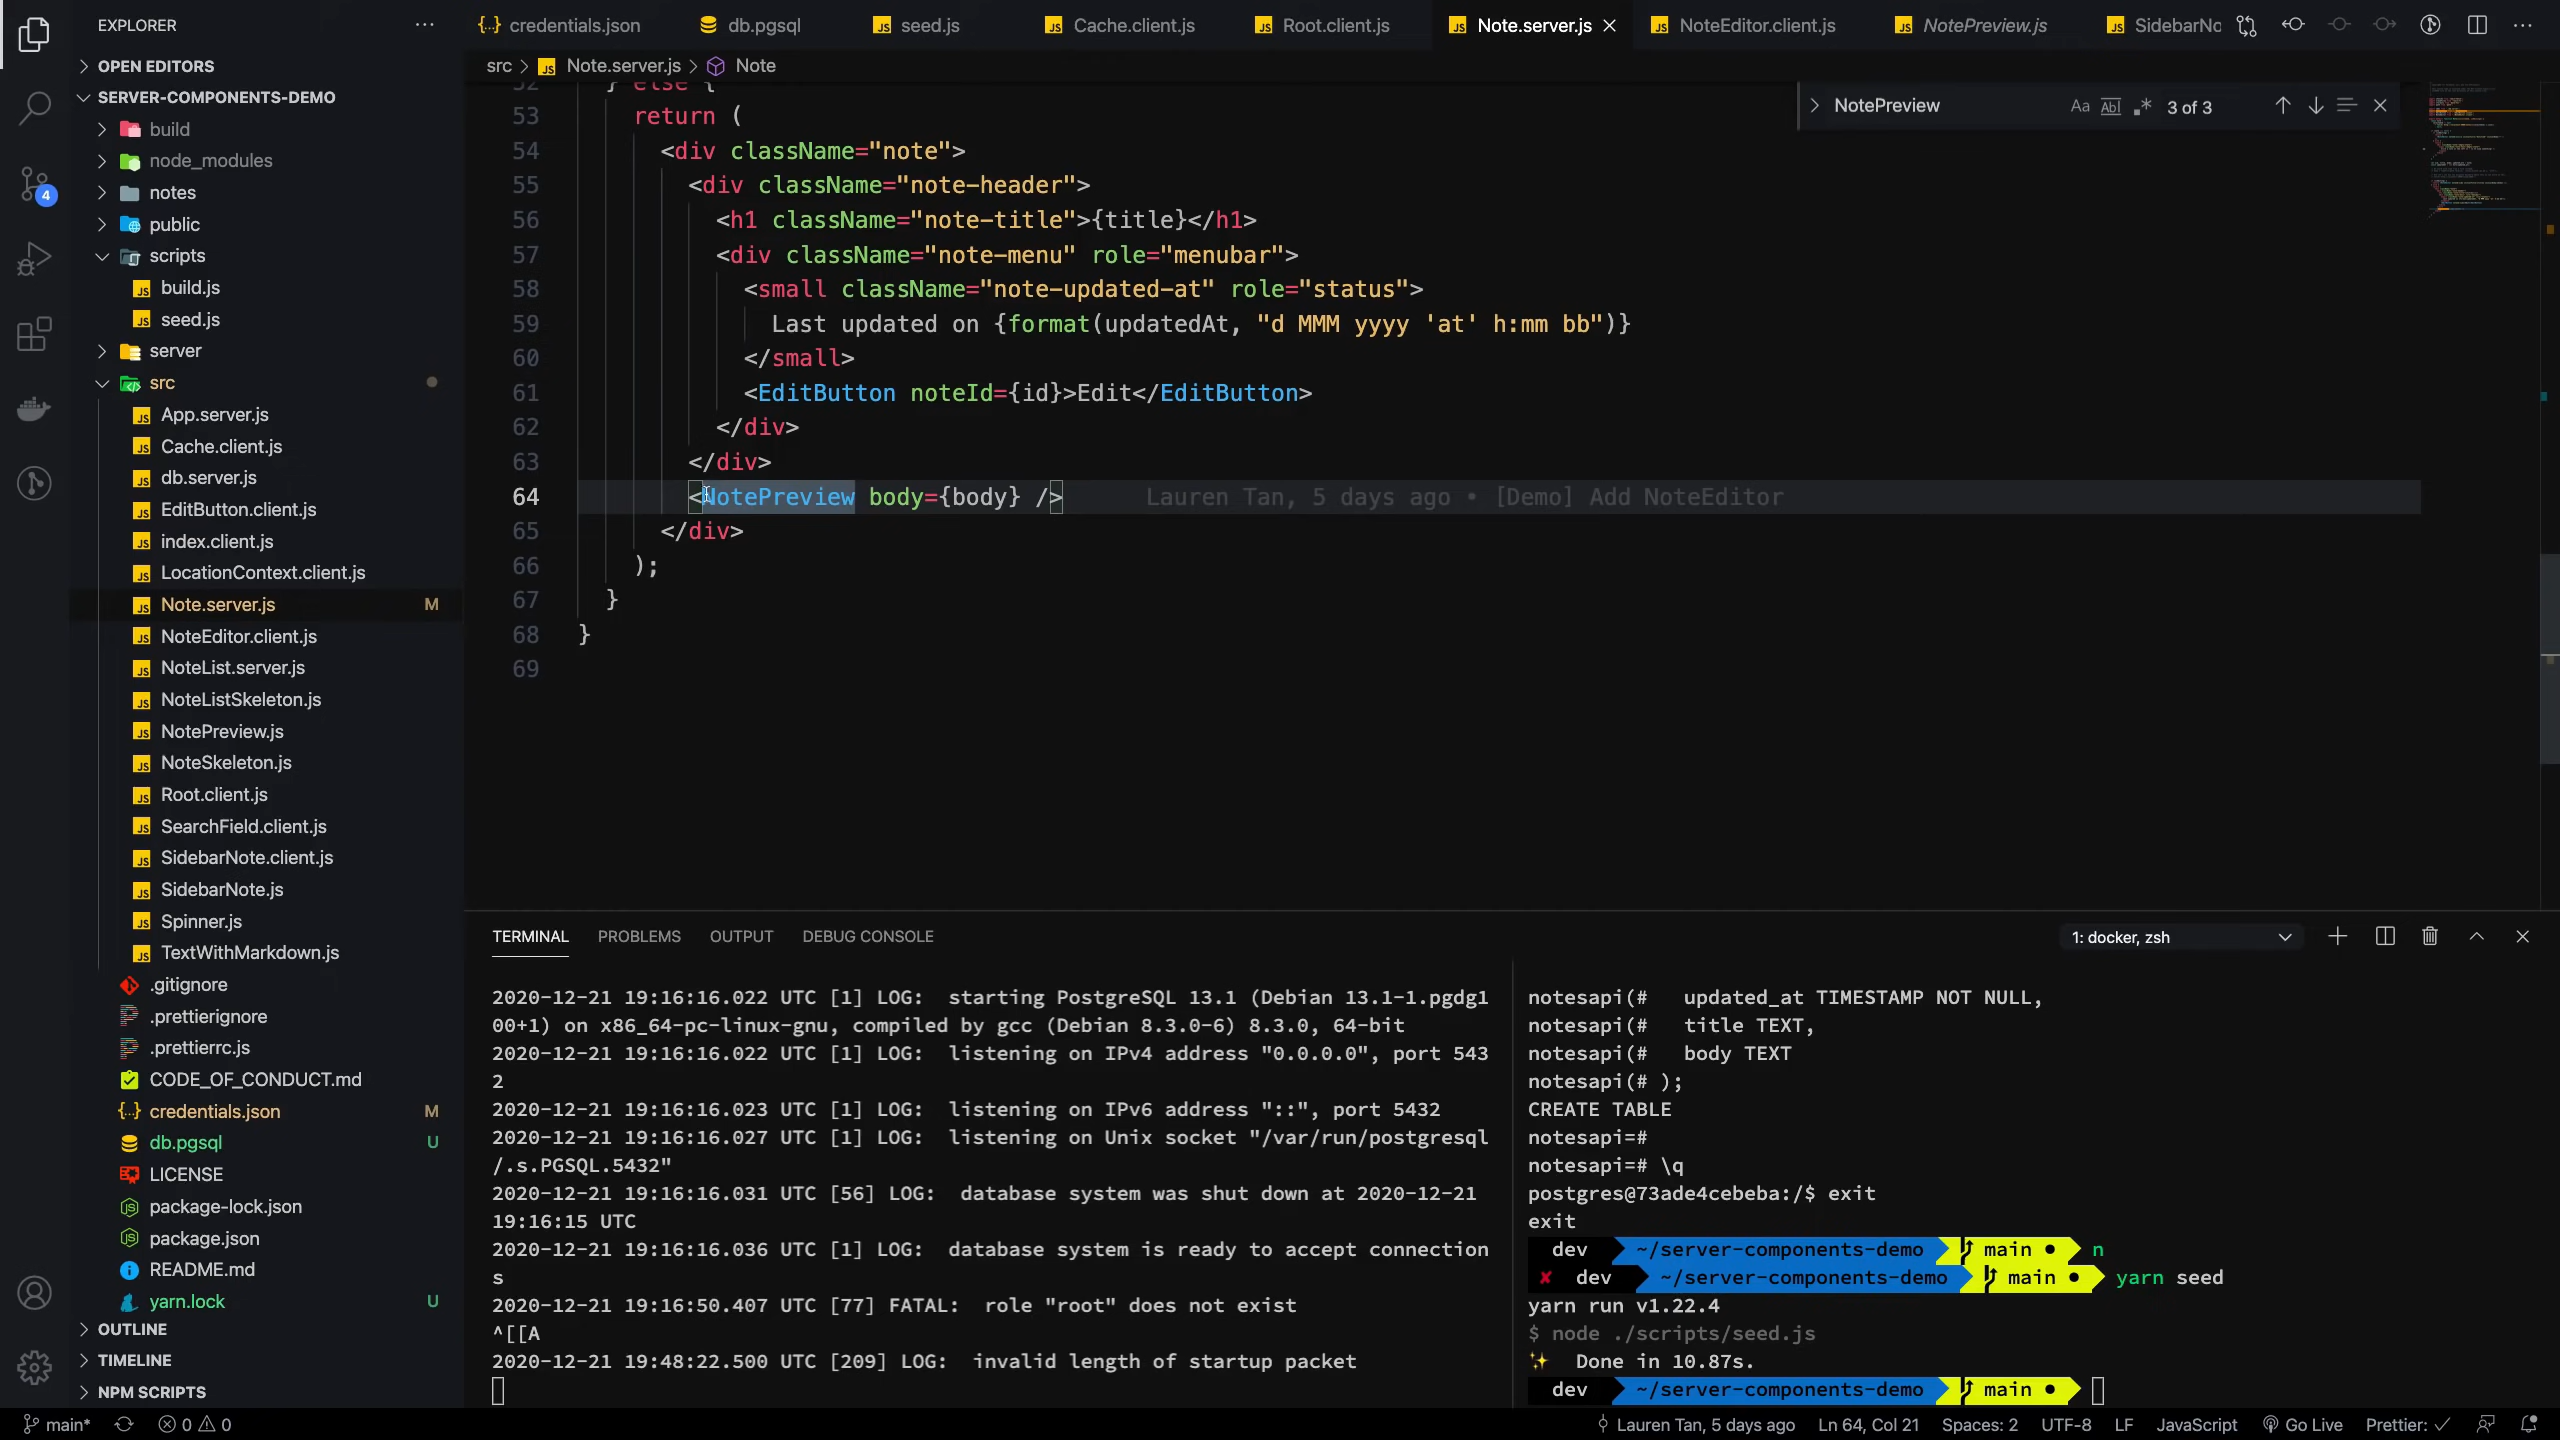 EXPLORER
OPEN EDITORS
SERVER-COMPONENTS-DEMO
build
node_modules
notes
public
scripts
build.js
seed.js
server
src
App.server.js
Cache.client.js
db.server.js
EditButton.client.js
index.client.js
LocationContext.client.js
Note.server.js M
NoteEditor.client.js
NoteList.server.js
NoteListSkeleton.js
NotePreview.js
NoteSkeleton.js
Root.client.js
SearchField.client.js
SidebarNote.client.js
SidebarNote.js
Spinner.js
TextWithMarkdown.js
.gitignore
.prettierignore
.prettierrc.js
CODE_OF_CONDUCT.md
credentials.json M
db.pgsql U
LICENSE
package-lock.json
package.json
README.md
yarn.lock U
OUTLINE
TIMELINE
NPM SCRIPTS
4
credentials.json db.pgsql seed.js Cache.client.js Root.client.js Note.server.js NoteEditor.client.js NotePreview.js SidebarNo
src > Note.server.js > Note
NotePreview Aa Abl .* 3 of 3
52 } else {
53 return (
54 <div className="note">
55 <div className="note-header">
56 <h1 className="note-title">{title}</h1>
57 <div className="note-menu" role="menubar">
58 <small className="note-updated-at" role="status">
59 Last updated on {format(updatedAt, "d MMM yyyy 'at' h:mm bb")}
60 </small>
61 <EditButton noteId={id}>Edit</EditButton>
62 </div>
63 </div>
64 <NotePreview body={body} /> Lauren Tan, 5 days ago • [Demo] Add NoteEditor
65 </div>
66 );
67 }
68 }
69
TERMINAL PROBLEMS OUTPUT DEBUG CONSOLE
1: docker, zsh
2020-12-21 19:16:16.022 UTC [1] LOG:  starting PostgreSQL 13.1 (Debian 13.1-1.pgdg1
00+1) on x86_64-pc-linux-gnu, compiled by gcc (Debian 8.3.0-6) 8.3.0, 64-bit
2020-12-21 19:16:16.022 UTC [1] LOG:  listening on IPv4 address "0.0.0.0", port 543
2
2020-12-21 19:16:16.023 UTC [1] LOG:  listening on IPv6 address "::", port 5432
2020-12-21 19:16:16.027 UTC [1] LOG:  listening on Unix socket "/var/run/postgresql
/.s.PGSQL.5432"
2020-12-21 19:16:16.031 UTC [56] LOG:  database system was shut down at 2020-12-21
19:16:15 UTC
2020-12-21 19:16:16.036 UTC [1] LOG:  database system is ready to accept connection
s
2020-12-21 19:16:50.407 UTC [77] FATAL:  role "root" does not exist
^[[A
2020-12-21 19:48:22.500 UTC [209] LOG:  invalid length of startup packet
notesapi(#   updated_at TIMESTAMP NOT NULL,
notesapi(#   title TEXT,
notesapi(#   body TEXT
notesapi(# );
CREATE TABLE
notesapi=#
notesapi=# \q
postgres@73ade4cebeba:/$ exit
exit
dev ~/server-components-demo main ● n
✘ dev ~/server-components-demo main ● yarn seed
yarn run v1.22.4
$ node ./scripts/seed.js
✨ Done in 10.87s.
dev ~/server-components-demo main ●
main* 0 0 Lauren Tan, 5 days ago Ln 64, Col 21 Spaces: 2 UTF-8 LF JavaScript Go Live Prettier: ✓